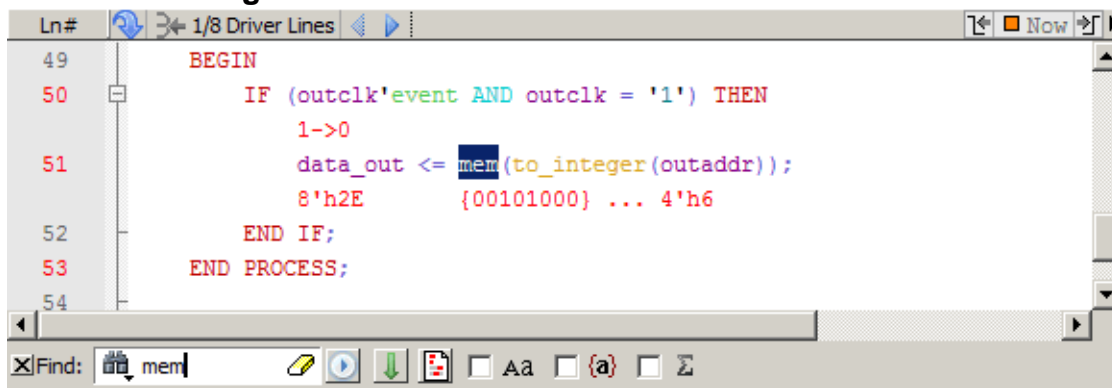 Ln# 1/8 Driver Lines Now
49 BEGIN
50 IF (outclk'event AND outclk = '1') THEN
1->0
51 data_out <= mem(to_integer(outaddr));
8'h2E {00101000} ... 4'h6
52 END IF;
53 END PROCESS;
54
Find: mem Aa {a} Σ